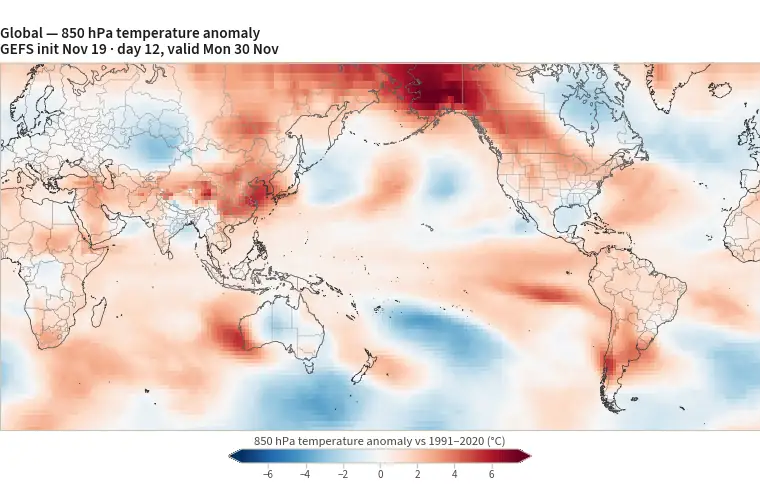 Global — 850 hPa temperature anomaly
GEFS init Nov 19 · day 12, valid Mon 30 Nov
850 hPa temperature anomaly vs 1991–2020 (°C)
−6 −4 −2 0 2 4 6